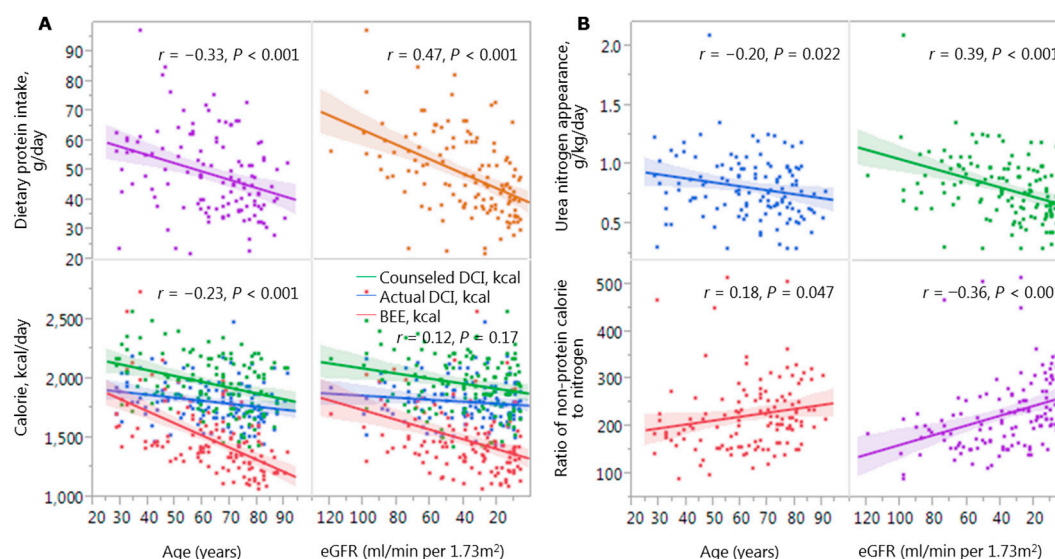 A
B
Dietary protein intake,
g/day
90
80
70
60
50
40
30
20
r = −0.33, P < 0.001
r = 0.47, P < 0.001
Calorie, kcal/day
2,500
2,000
1,500
1,000
r = −0.23, P < 0.001
Counseled DCI, kcal
Actual DCI, kcal
BEE, kcal
r = 0.12, P = 0.17
20 30 40 50 60 70 80 90
120 100 80 60 40 20
Age (years)
eGFR (ml/min per 1.73m²)
Urea nitrogen appearance,
g/kg/day
2.0
1.5
1.0
0.5
r = −0.20, P = 0.022
r = 0.39, P < 0.001
Ratio of non-protein calorie
to nitrogen
500
400
300
200
100
r = 0.18, P = 0.047
r = −0.36, P < 0.00
20 30 40 50 60 70 80 90
120 100 80 60 40 20
Age (years)
eGFR (ml/min per 1.73m²)